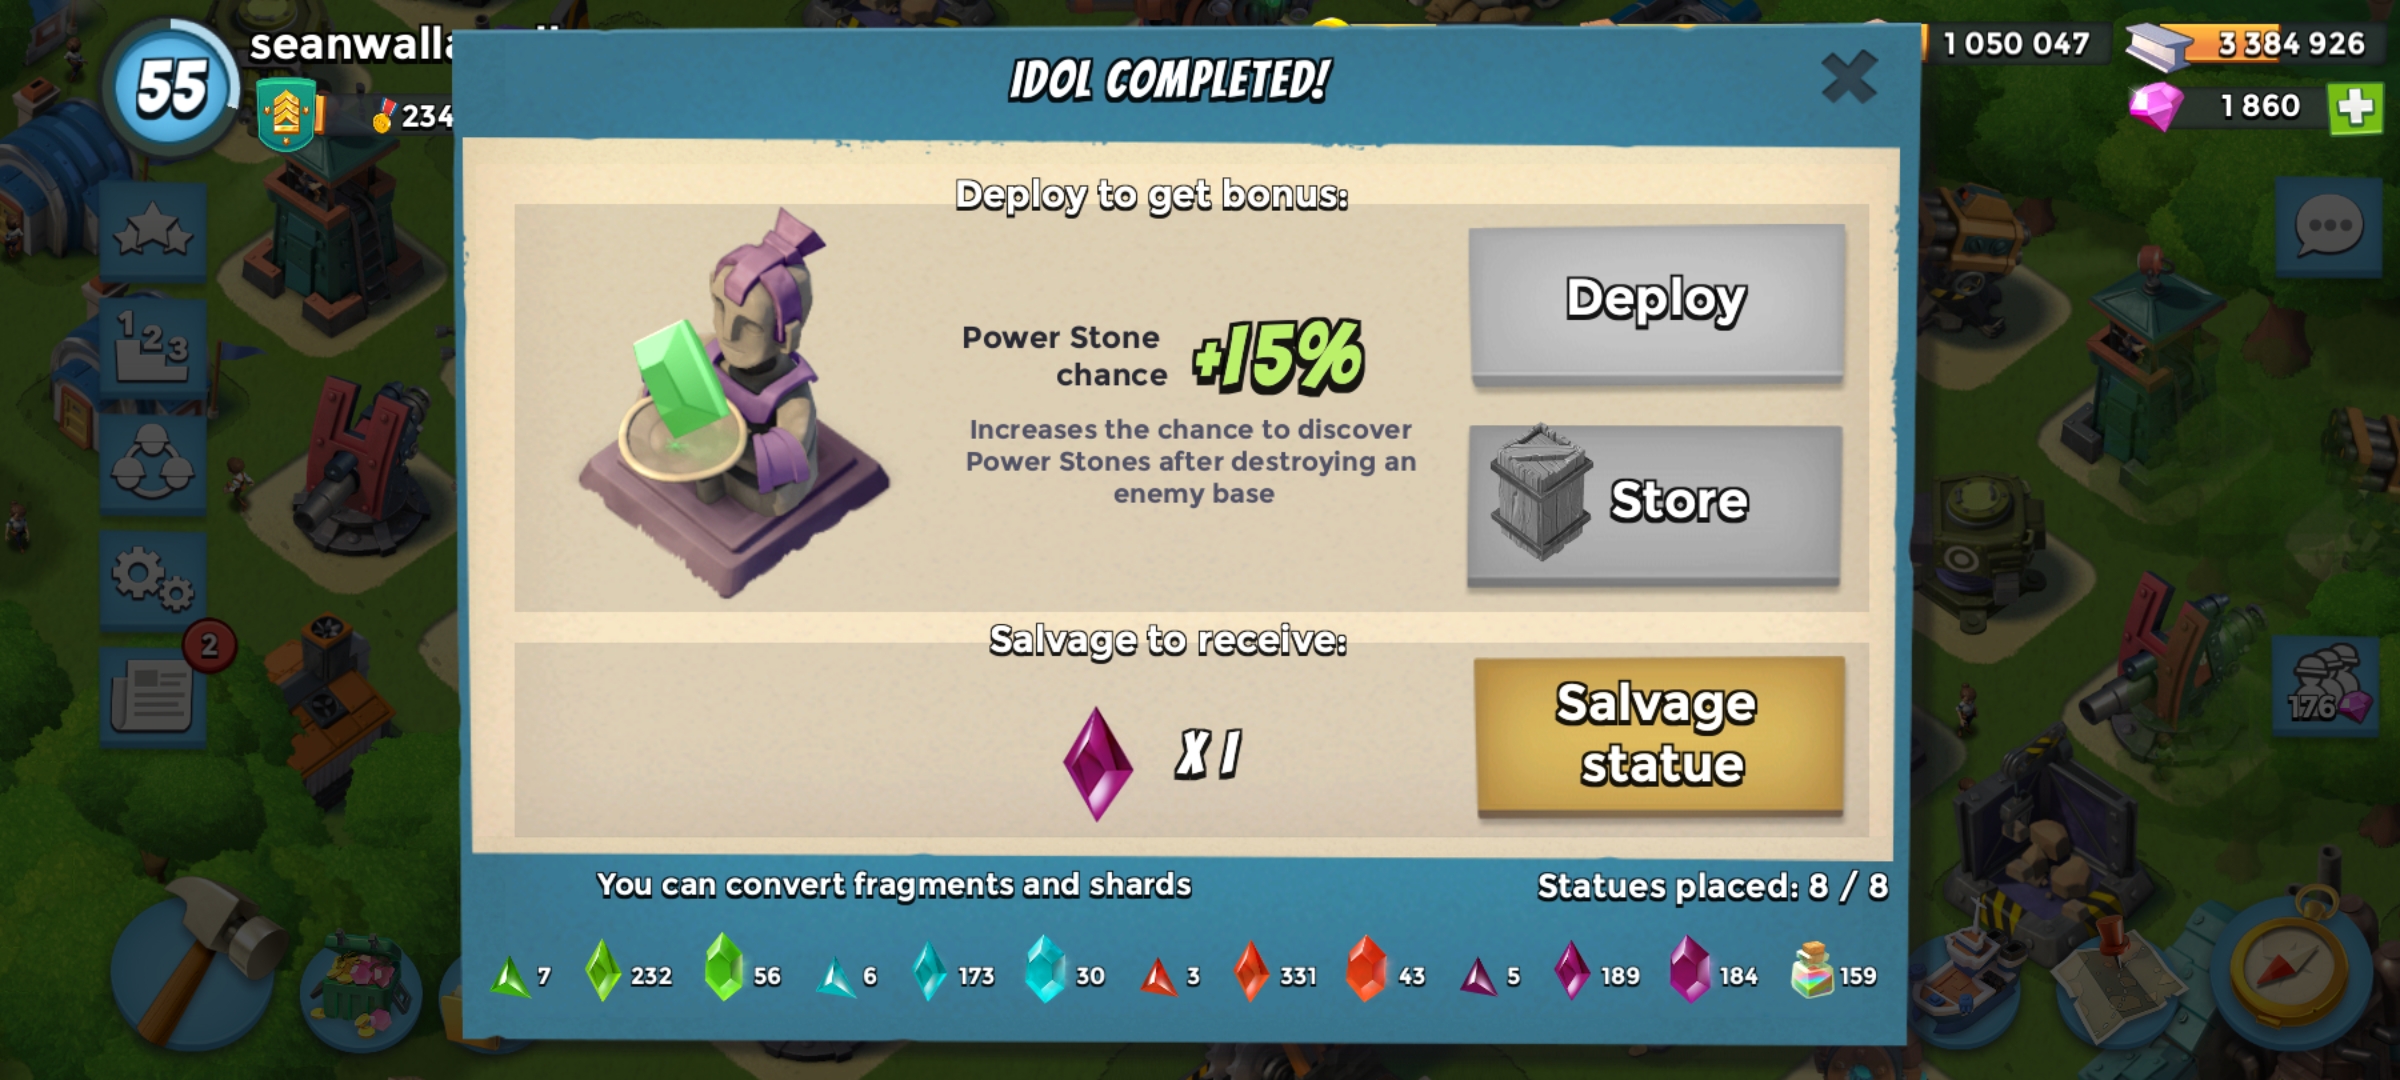 55
234
IDOL COMPLETED!
1 050 047
3 384 926
1 860
Deploy to get bonus:
Power Stone
chance
+15%
Increases the chance to discover
Power Stones after destroying an
enemy base
Deploy
Store
1 2 3
2
176
Salvage to receive:
X 1
Salvage
statue
You can convert fragments and shards
Statues placed: 8 / 8
7 232 56 6 173 30 3 331 43 5 189 184 159